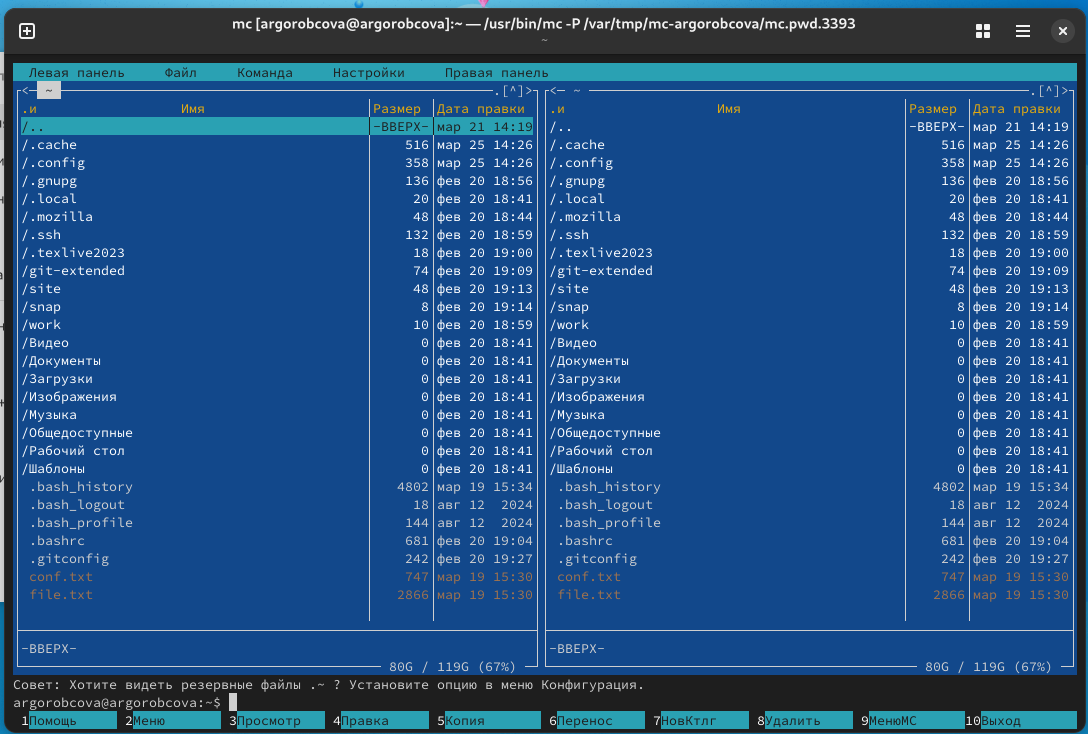 mc [argorobcova@argorobcova]:~ — /usr/bin/mc -P /var/tmp/mc-argorobcova/mc.pwd.3393
~
Левая панель Файл Команда Настройки Правая панель
<— ~ .[^]> <— ~ .[^]>
.и Имя Размер Дата правки .и Имя Размер Дата правки
/.. -ВВЕРХ- мар 21 14:19 /.. -ВВЕРХ- мар 21 14:19
/.cache 516 мар 25 14:26 /.cache 516 мар 25 14:26
/.config 358 мар 25 14:26 /.config 358 мар 25 14:26
/.gnupg 136 фев 20 18:56 /.gnupg 136 фев 20 18:56
/.local 20 фев 20 18:41 /.local 20 фев 20 18:41
/.mozilla 48 фев 20 18:44 /.mozilla 48 фев 20 18:44
/.ssh 132 фев 20 18:59 /.ssh 132 фев 20 18:59
/.texlive2023 18 фев 20 19:00 /.texlive2023 18 фев 20 19:00
/git-extended 74 фев 20 19:09 /git-extended 74 фев 20 19:09
/site 48 фев 20 19:13 /site 48 фев 20 19:13
/snap 8 фев 20 19:14 /snap 8 фев 20 19:14
/work 10 фев 20 18:59 /work 10 фев 20 18:59
/Видео 0 фев 20 18:41 /Видео 0 фев 20 18:41
/Документы 0 фев 20 18:41 /Документы 0 фев 20 18:41
/Загрузки 0 фев 20 18:41 /Загрузки 0 фев 20 18:41
/Изображения 0 фев 20 18:41 /Изображения 0 фев 20 18:41
/Музыка 0 фев 20 18:41 /Музыка 0 фев 20 18:41
/Общедоступные 0 фев 20 18:41 /Общедоступные 0 фев 20 18:41
/Рабочий стол 0 фев 20 18:41 /Рабочий стол 0 фев 20 18:41
/Шаблоны 0 фев 20 18:41 /Шаблоны 0 фев 20 18:41
.bash_history 4802 мар 19 15:34 .bash_history 4802 мар 19 15:34
.bash_logout 18 авг 12 2024 .bash_logout 18 авг 12 2024
.bash_profile 144 авг 12 2024 .bash_profile 144 авг 12 2024
.bashrc 681 фев 20 19:04 .bashrc 681 фев 20 19:04
.gitconfig 242 фев 20 19:27 .gitconfig 242 фев 20 19:27
conf.txt 747 мар 19 15:30 conf.txt 747 мар 19 15:30
file.txt 2866 мар 19 15:30 file.txt 2866 мар 19 15:30
-ВВЕРХ- -ВВЕРХ-
80G / 119G (67%) 80G / 119G (67%)
Совет: Хотите видеть резервные файлы .~ ? Установите опцию в меню Конфигурация.
argorobcova@argorobcova:~$
1Помощь 2Меню 3Просмотр 4Правка 5Копия 6Перенос 7НовКтлг 8Удалить 9МенюMC 10Выход